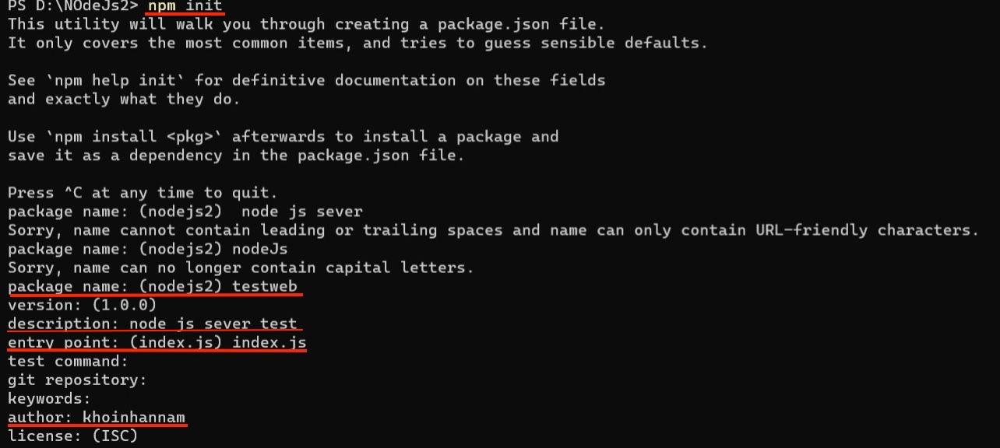 PS D:\NOdeJs2> npm init
This utility will walk you through creating a package.json file.
It only covers the most common items, and tries to guess sensible defaults.
See `npm help init` for definitive documentation on these fields
and exactly what they do.
Use `npm install <pkg>` afterwards to install a package and
save it as a dependency in the package.json file.
Press ^C at any time to quit.
package name: (nodejs2)  node js sever
Sorry, name cannot contain leading or trailing spaces and name can only contain URL-friendly characters.
package name: (nodejs2) nodeJs
Sorry, name can no longer contain capital letters.
package name: (nodejs2) testweb
version: (1.0.0)
description: node js sever test
entry point: (index.js) index.js
test command:
git repository:
keywords:
author: khoinhannam
license: (ISC)